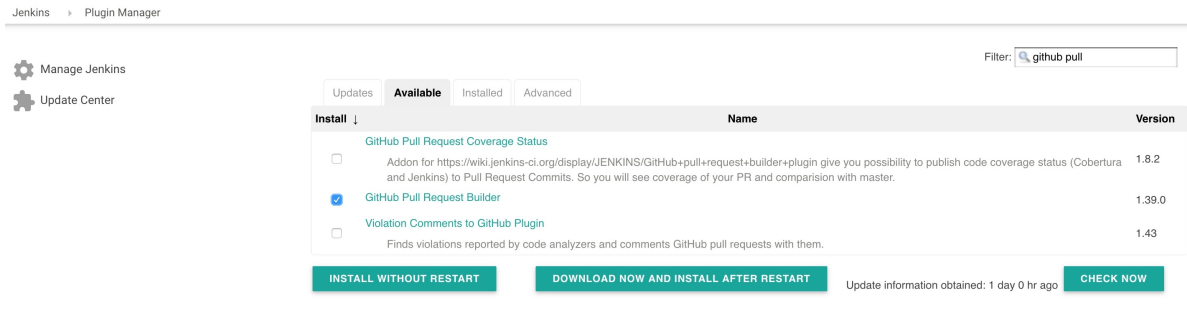 Jenkins
Plugin Manager
Filter: github pull
Manage Jenkins
Update Center
Updates Available Installed Advanced
Install ↓ Name Version
GitHub Pull Request Coverage Status
Addon for https://wiki.jenkins-ci.org/display/JENKINS/GitHub+pull+request+builder+plugin give you possibility to publish code coverage status (Cobertura
and Jenkins) to Pull Request Commits. So you will see coverage of your PR and comparision with master.
1.8.2
GitHub Pull Request Builder 1.39.0
Violation Comments to GitHub Plugin
Finds violations reported by code analyzers and comments GitHub pull requests with them.
1.43
INSTALL WITHOUT RESTART DOWNLOAD NOW AND INSTALL AFTER RESTART Update information obtained: 1 day 0 hr ago CHECK NOW